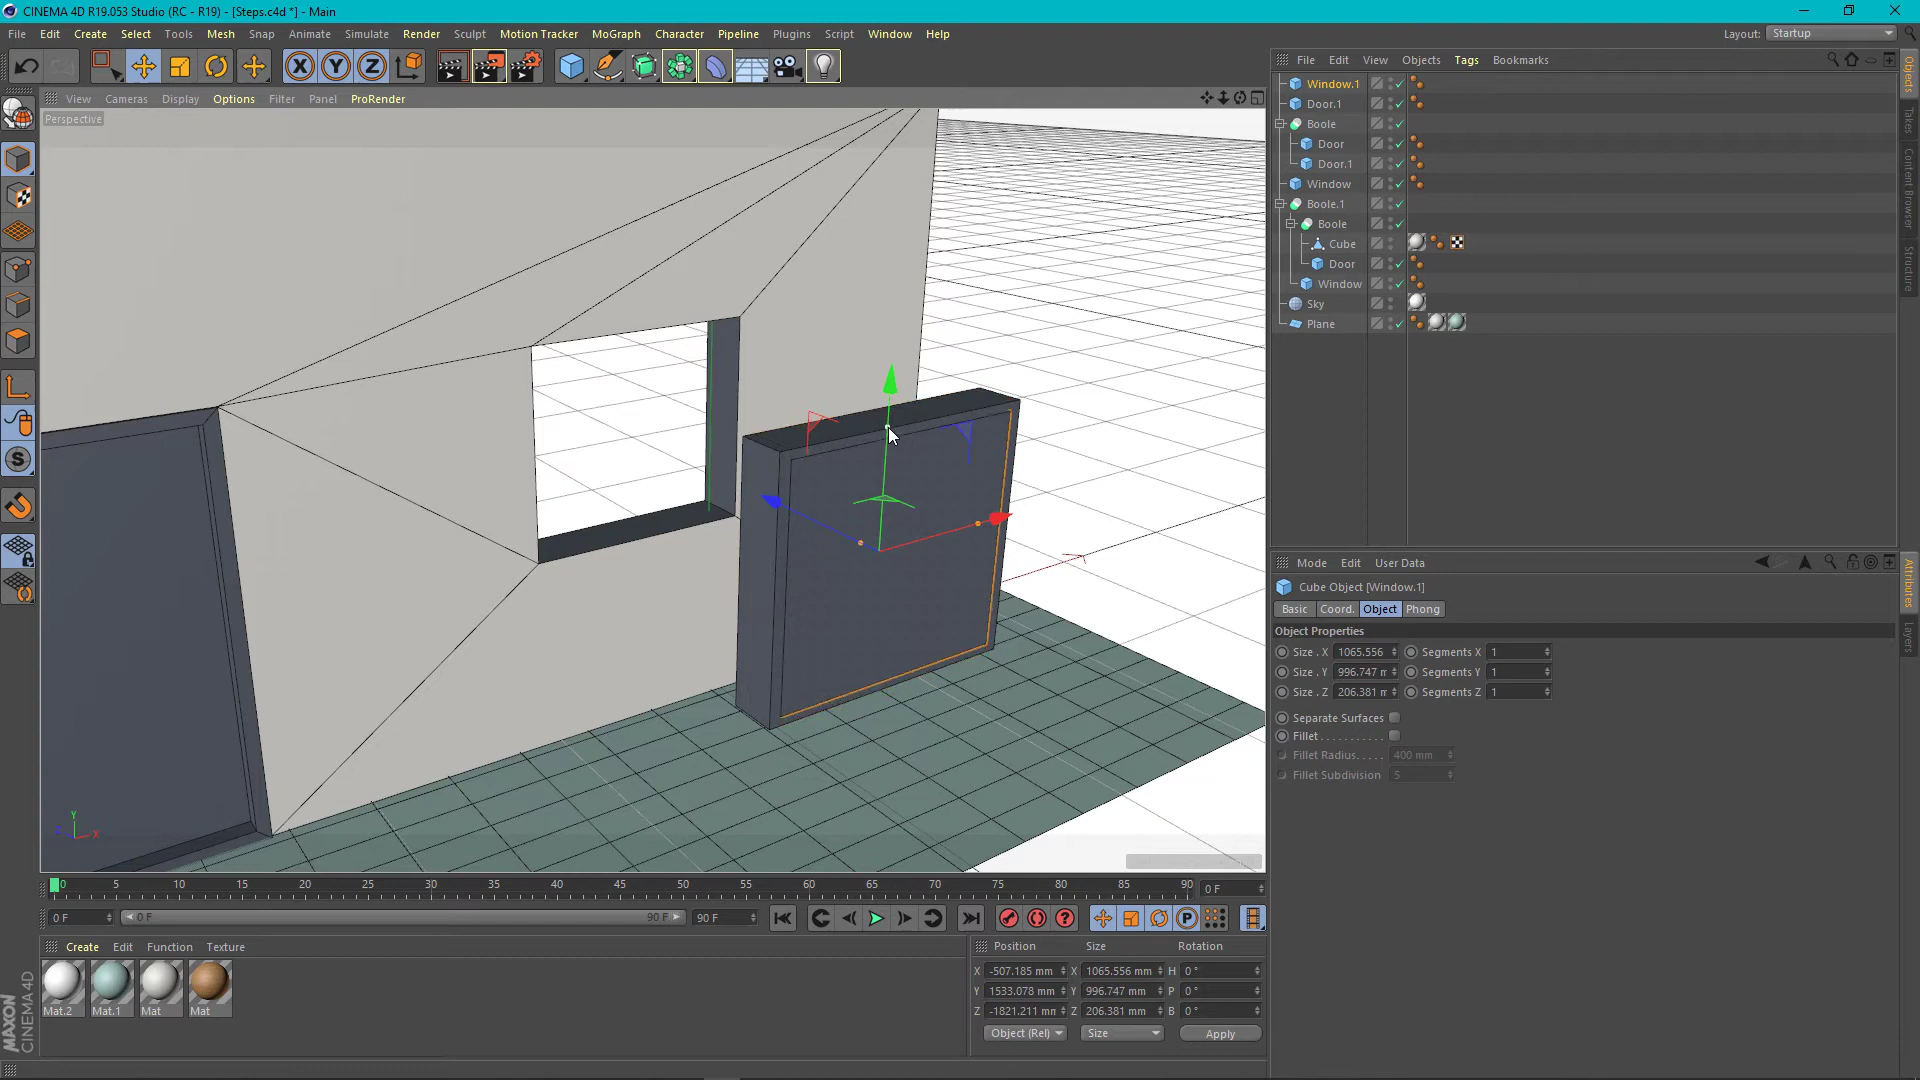 CINEMA 4D R19.053 Studio (RC - R19) - [Steps.c4d *] - Main
File Edit Create Select Tools Mesh Snap Animate Simulate Render Sculpt Motion Tracker MoGraph Character Pipeline Plugins Script Window Help
Layout: Startup
X Y Z
File Edit View Objects Tags Bookmarks
View Cameras Display Options Filter Panel ProRender
Perspective
Window.1
Door.1
Boole
Door
Door.1
Window
Boole.1
Boole
Cube
Door
Window
Sky
Plane
Objects
Takes
Content Browser
Structure
Mode Edit User Data
Cube Object [Window.1]
Basic Coord. Object Phong
Object Properties
Size . X 1065.556 Segments X 1
Size . Y 996.747 m Segments Y 1
Size . Z 206.381 m Segments Z 1
Separate Surfaces
Fillet . . . . . . . . . . .
Fillet Radius. . . . . 400 mm
Fillet Subdivision 5
Attributes
Layers
S
Y
X
0 5 10 15 20 25 30 35 40 45 50 55 60 65 70 75 80 85 90 0 F
0 F 0 F 90 F 90 F
P
Create Edit Function Texture
Mat.2 Mat.1 Mat Mat
Position Size Rotation
X -507.185 mm X 1065.556 mm H 0 °
Y 1533.078 mm Y 996.747 mm P 0 °
Z -1821.211 mm Z 206.381 mm B 0 °
Object (Rel) Size Apply
MAXON
CINEMA 4D